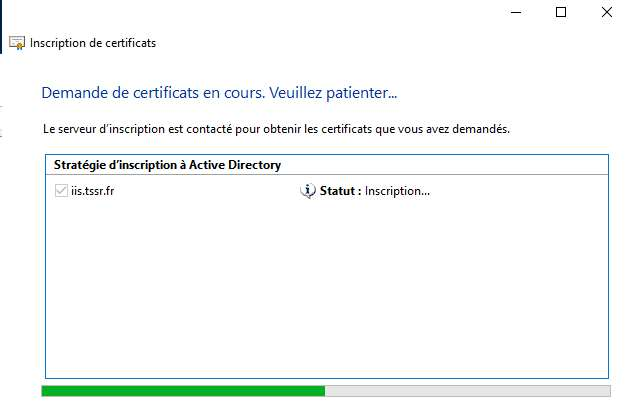 Inscription de certificats
Demande de certificats en cours. Veuillez patienter...
Le serveur d'inscription est contacté pour obtenir les certificats que vous avez demandés.
Stratégie d'inscription à Active Directory
iis.tssr.fr Statut : Inscription...